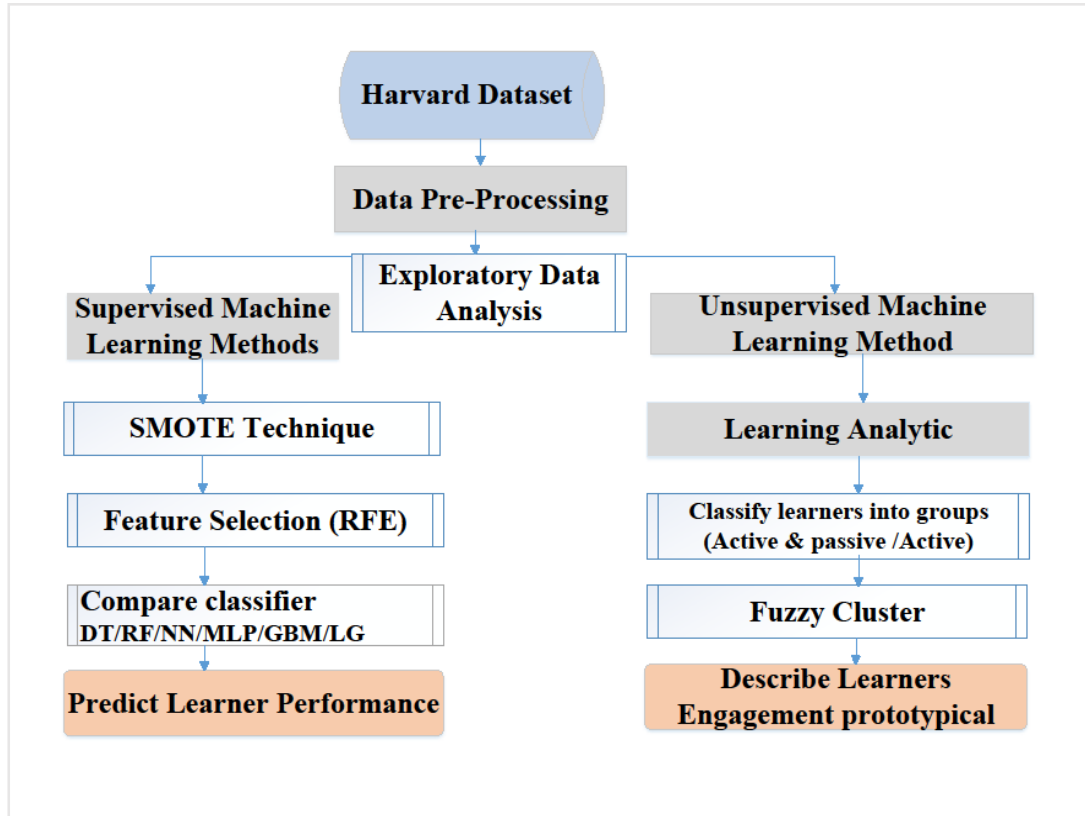 Harvard Dataset
Data Pre-Processing
Exploratory Data
Analysis
Supervised Machine
Learning Methods
SMOTE Technique
Feature Selection (RFE)
Compare classifier
DT/RF/NN/MLP/GBM/LG
Predict Learner Performance
Unsupervised Machine
Learning Method
Learning Analytic
Classify learners into groups
(Active & passive /Active)
Fuzzy Cluster
Describe Learners
Engagement prototypical